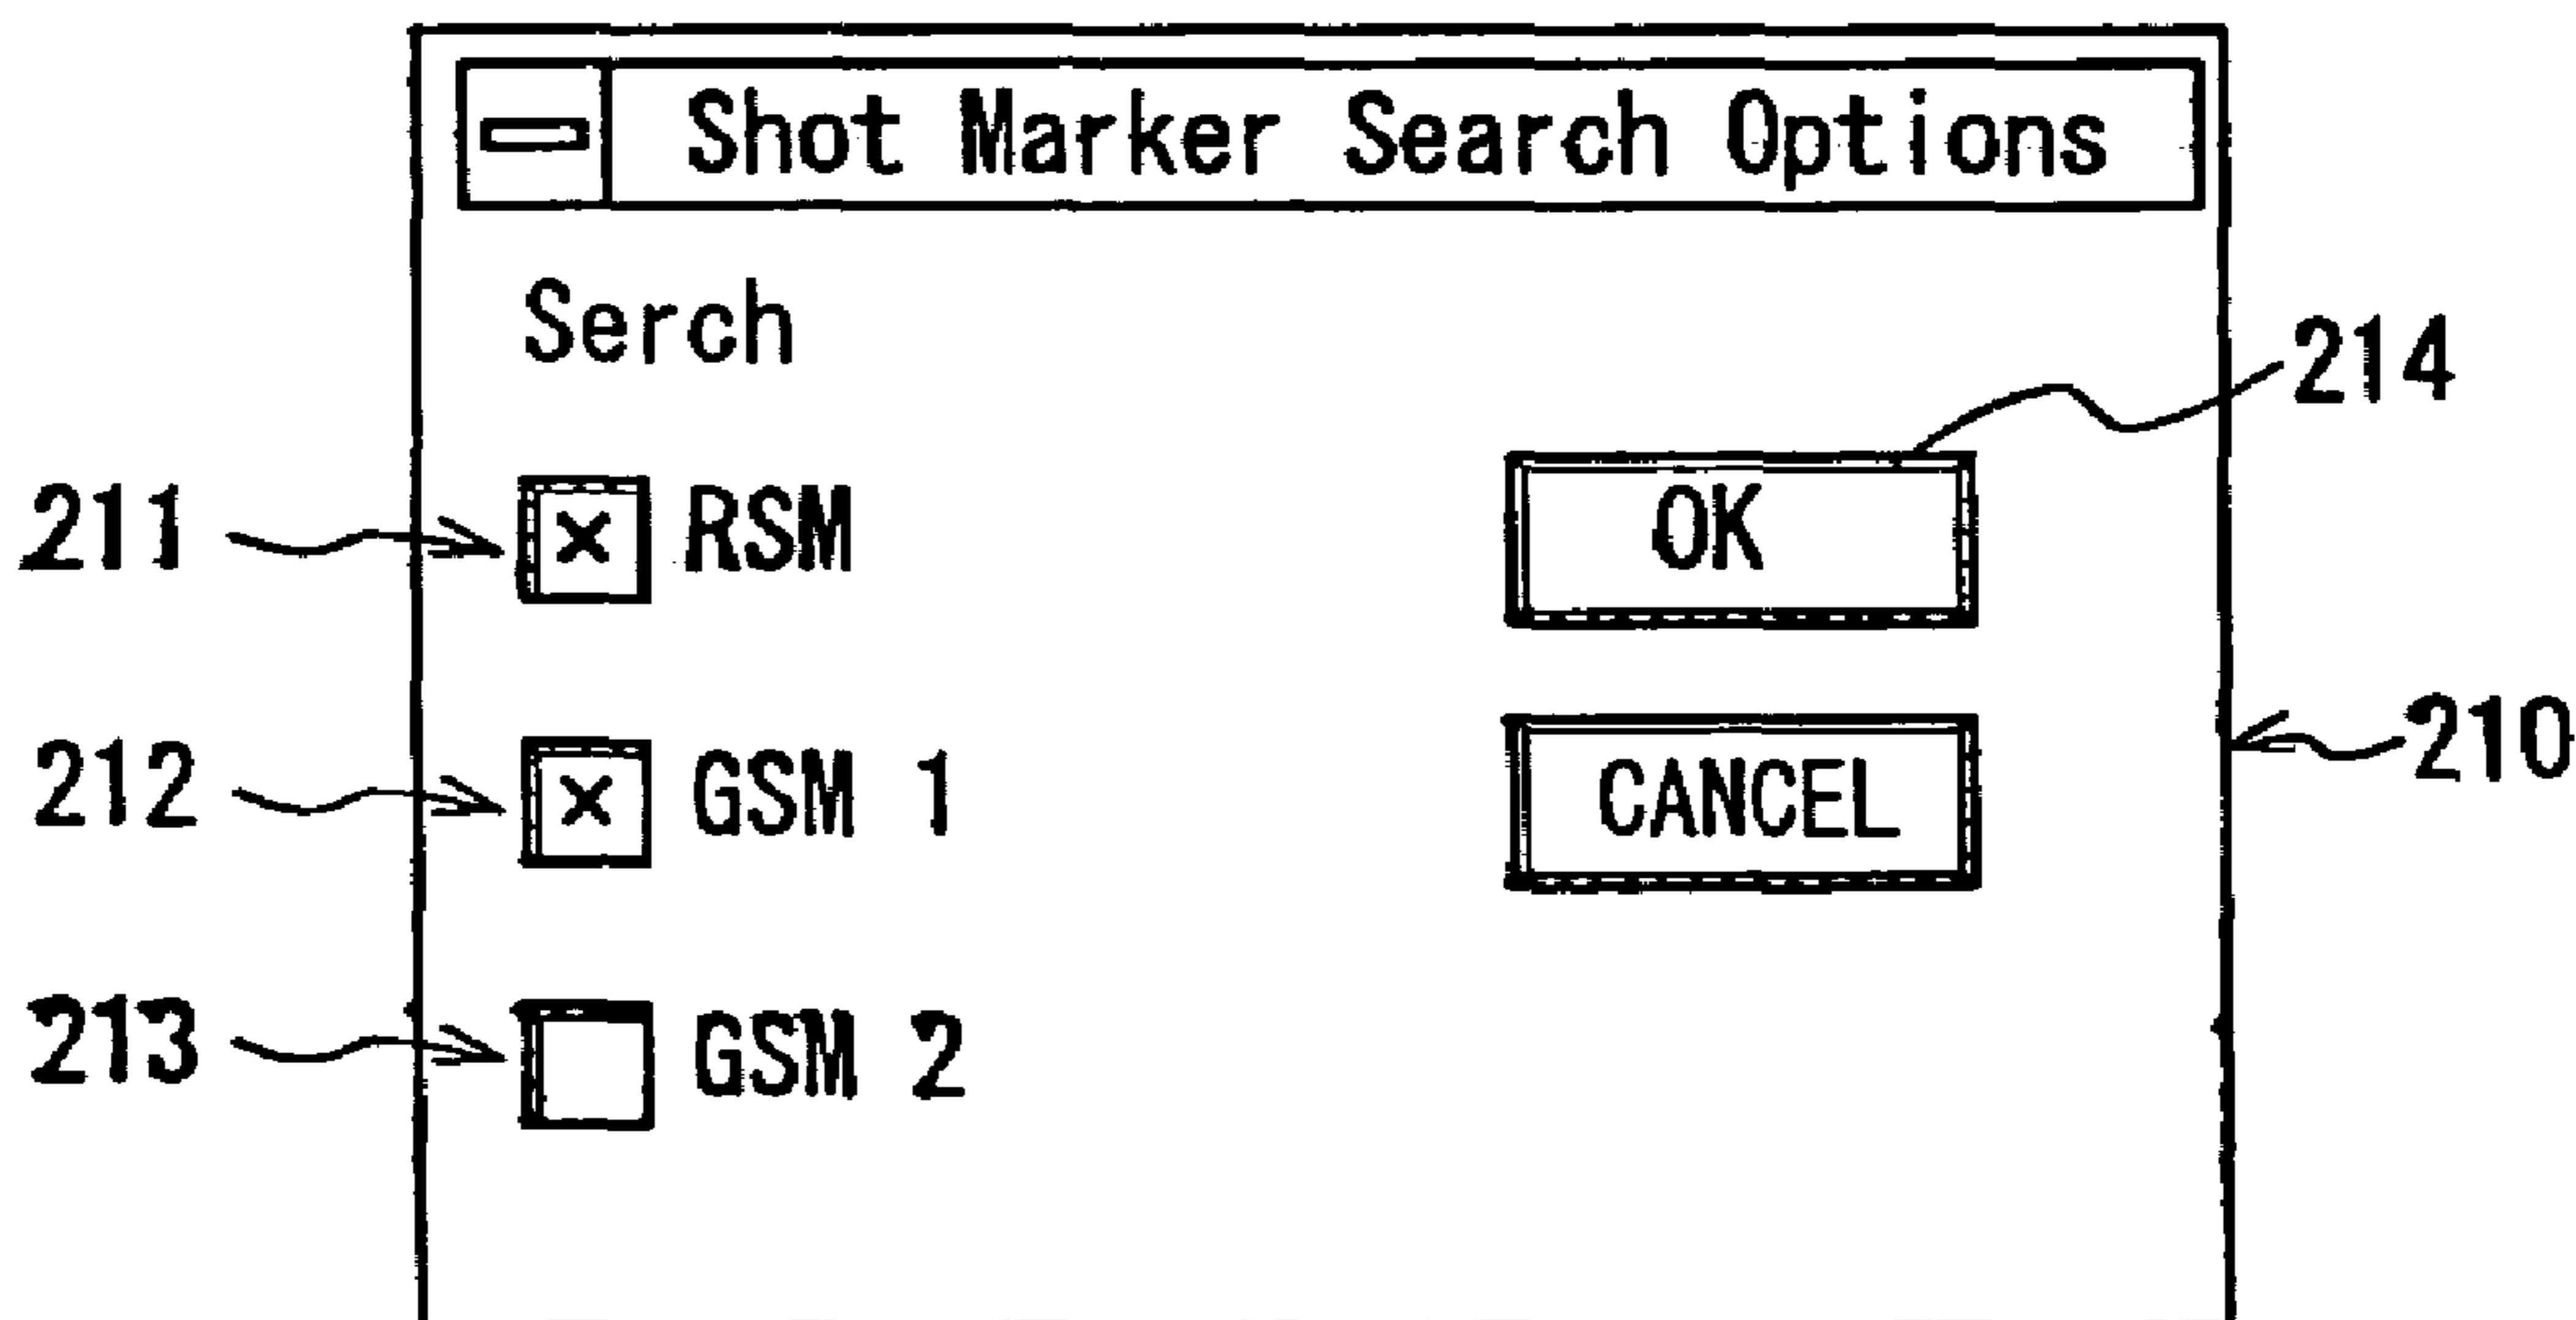 Shot Marker Search Options
Serch
214
211 × RSM OK
210
212 × GSM 1 CANCEL
213 GSM 2